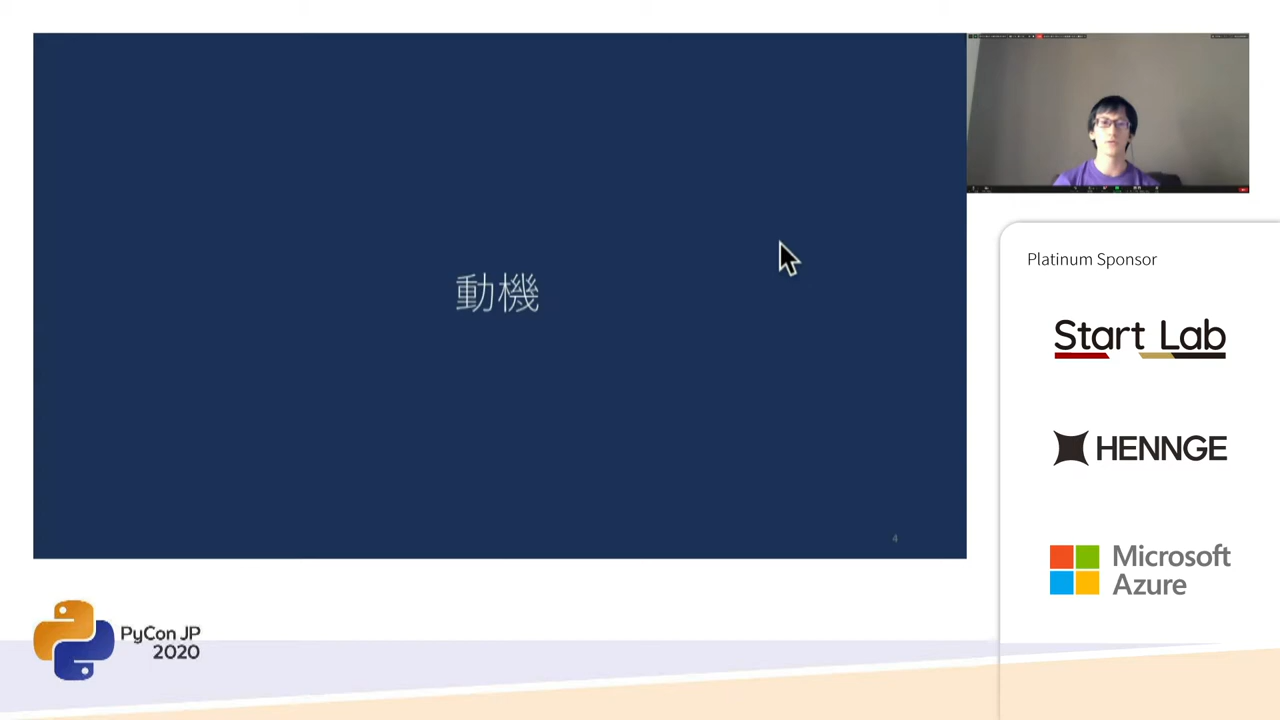 動機
4
Platinum Sponsor
Start Lab
HENNGE
Microsoft
Azure
PyCon JP
2020